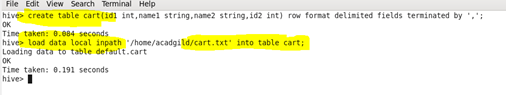 File Edit View Search Terminal Help
hive> create table cart(id1 int,name1 string,name2 string,id2 int) row format delimited fields terminated by ',';
OK
Time taken: 0.084 seconds
hive> load data local inpath '/home/acadgild/cart.txt' into table cart;
Loading data to table default.cart
OK
Time taken: 0.191 seconds
hive>